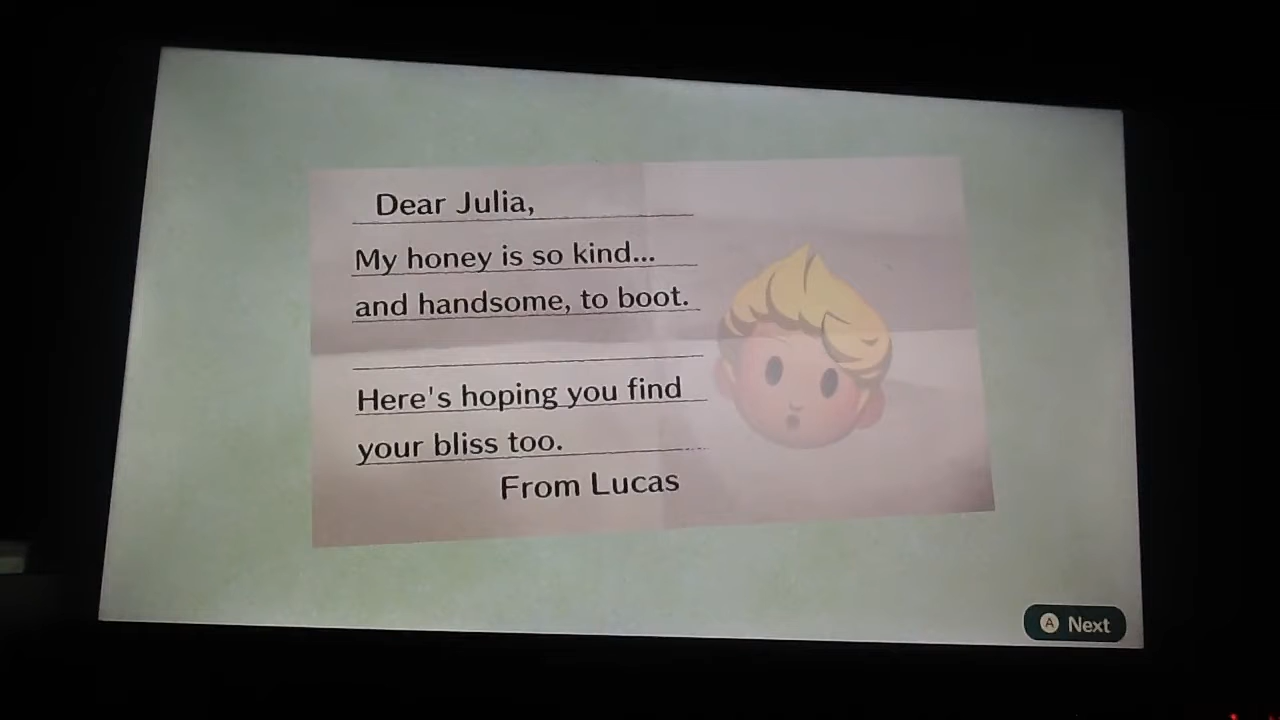 Dear Julia,
My honey is so kind...
and handsome, to boot.
Here's hoping you find
your bliss too.
From Lucas
A Next